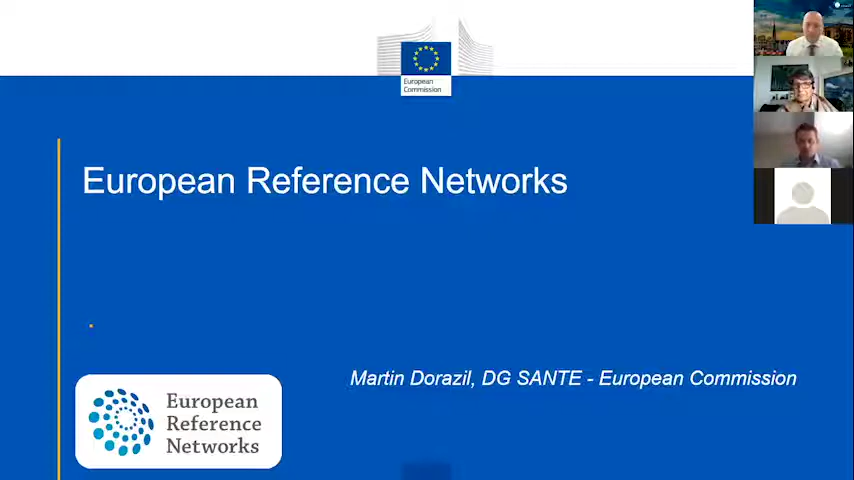 European
Commission
European Reference Networks
.
Martin Dorazil, DG SANTE - European Commission
European
Reference
Networks